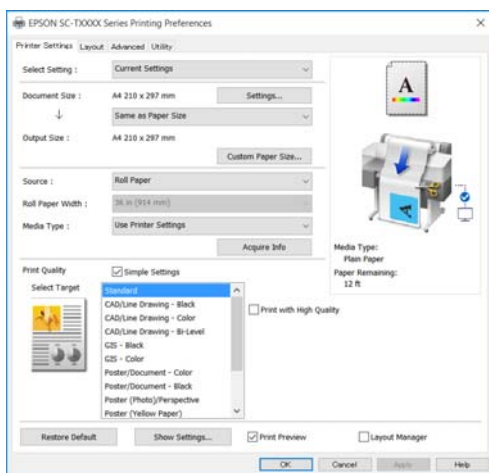 EPSON SC-TXXXX Series Printing Preferences
Printer Settings Layout Advanced Utility
Select Setting : Current Settings
Document Size : A4 210 x 297 mm Settings...
Same as Paper Size
Output Size : A4 210 x 297 mm
Custom Paper Size...
Source : Roll Paper
Roll Paper Width : 36 in (914 mm)
Media Type : Use Printer Settings
Acquire Info
A
Media Type:
Plain Paper
Paper Remaining:
12 ft
Print Quality Simple Settings
Select Target
Standard
CAD/Line Drawing - Black
CAD/Line Drawing - Color
CAD/Line Drawing - Bi-Level
GIS - Black
GIS - Color
Poster/Document - Color
Poster/Document - Black
Poster (Photo)/Perspective
Poster (Yellow Paper)
Print with High Quality
Restore Default Show Settings... Print Preview Layout Manager
OK Cancel Apply Help